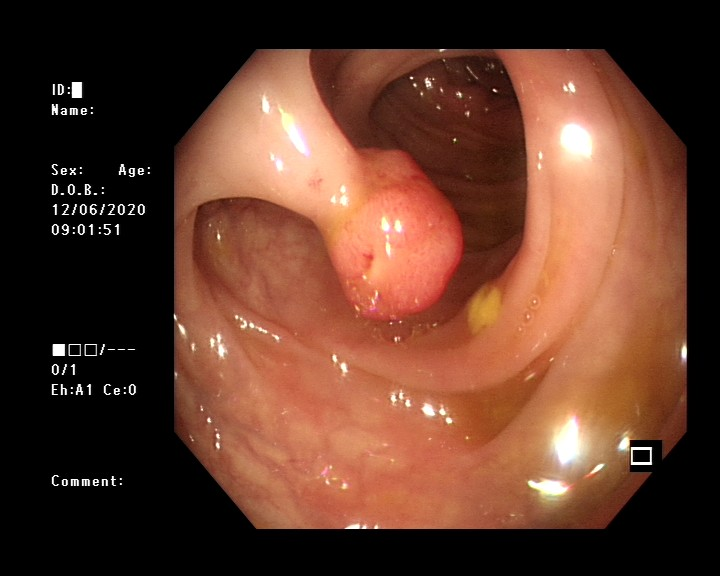 ID:
Name:
Sex: Age:
D.O.B.:
12/06/2020
09:01:51
■□□/---
0/1
Eh:A1 Ce:0
Comment: